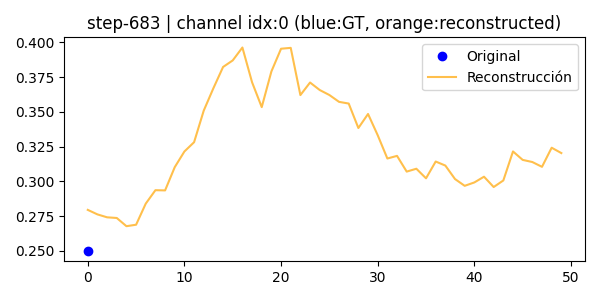 step-683 | channel idx:0 (blue:GT, orange:reconstructed)
0.400
0.375
0.350
0.325
0.300
0.275
0.250
Original
Reconstrucción
0 10 20 30 40 50